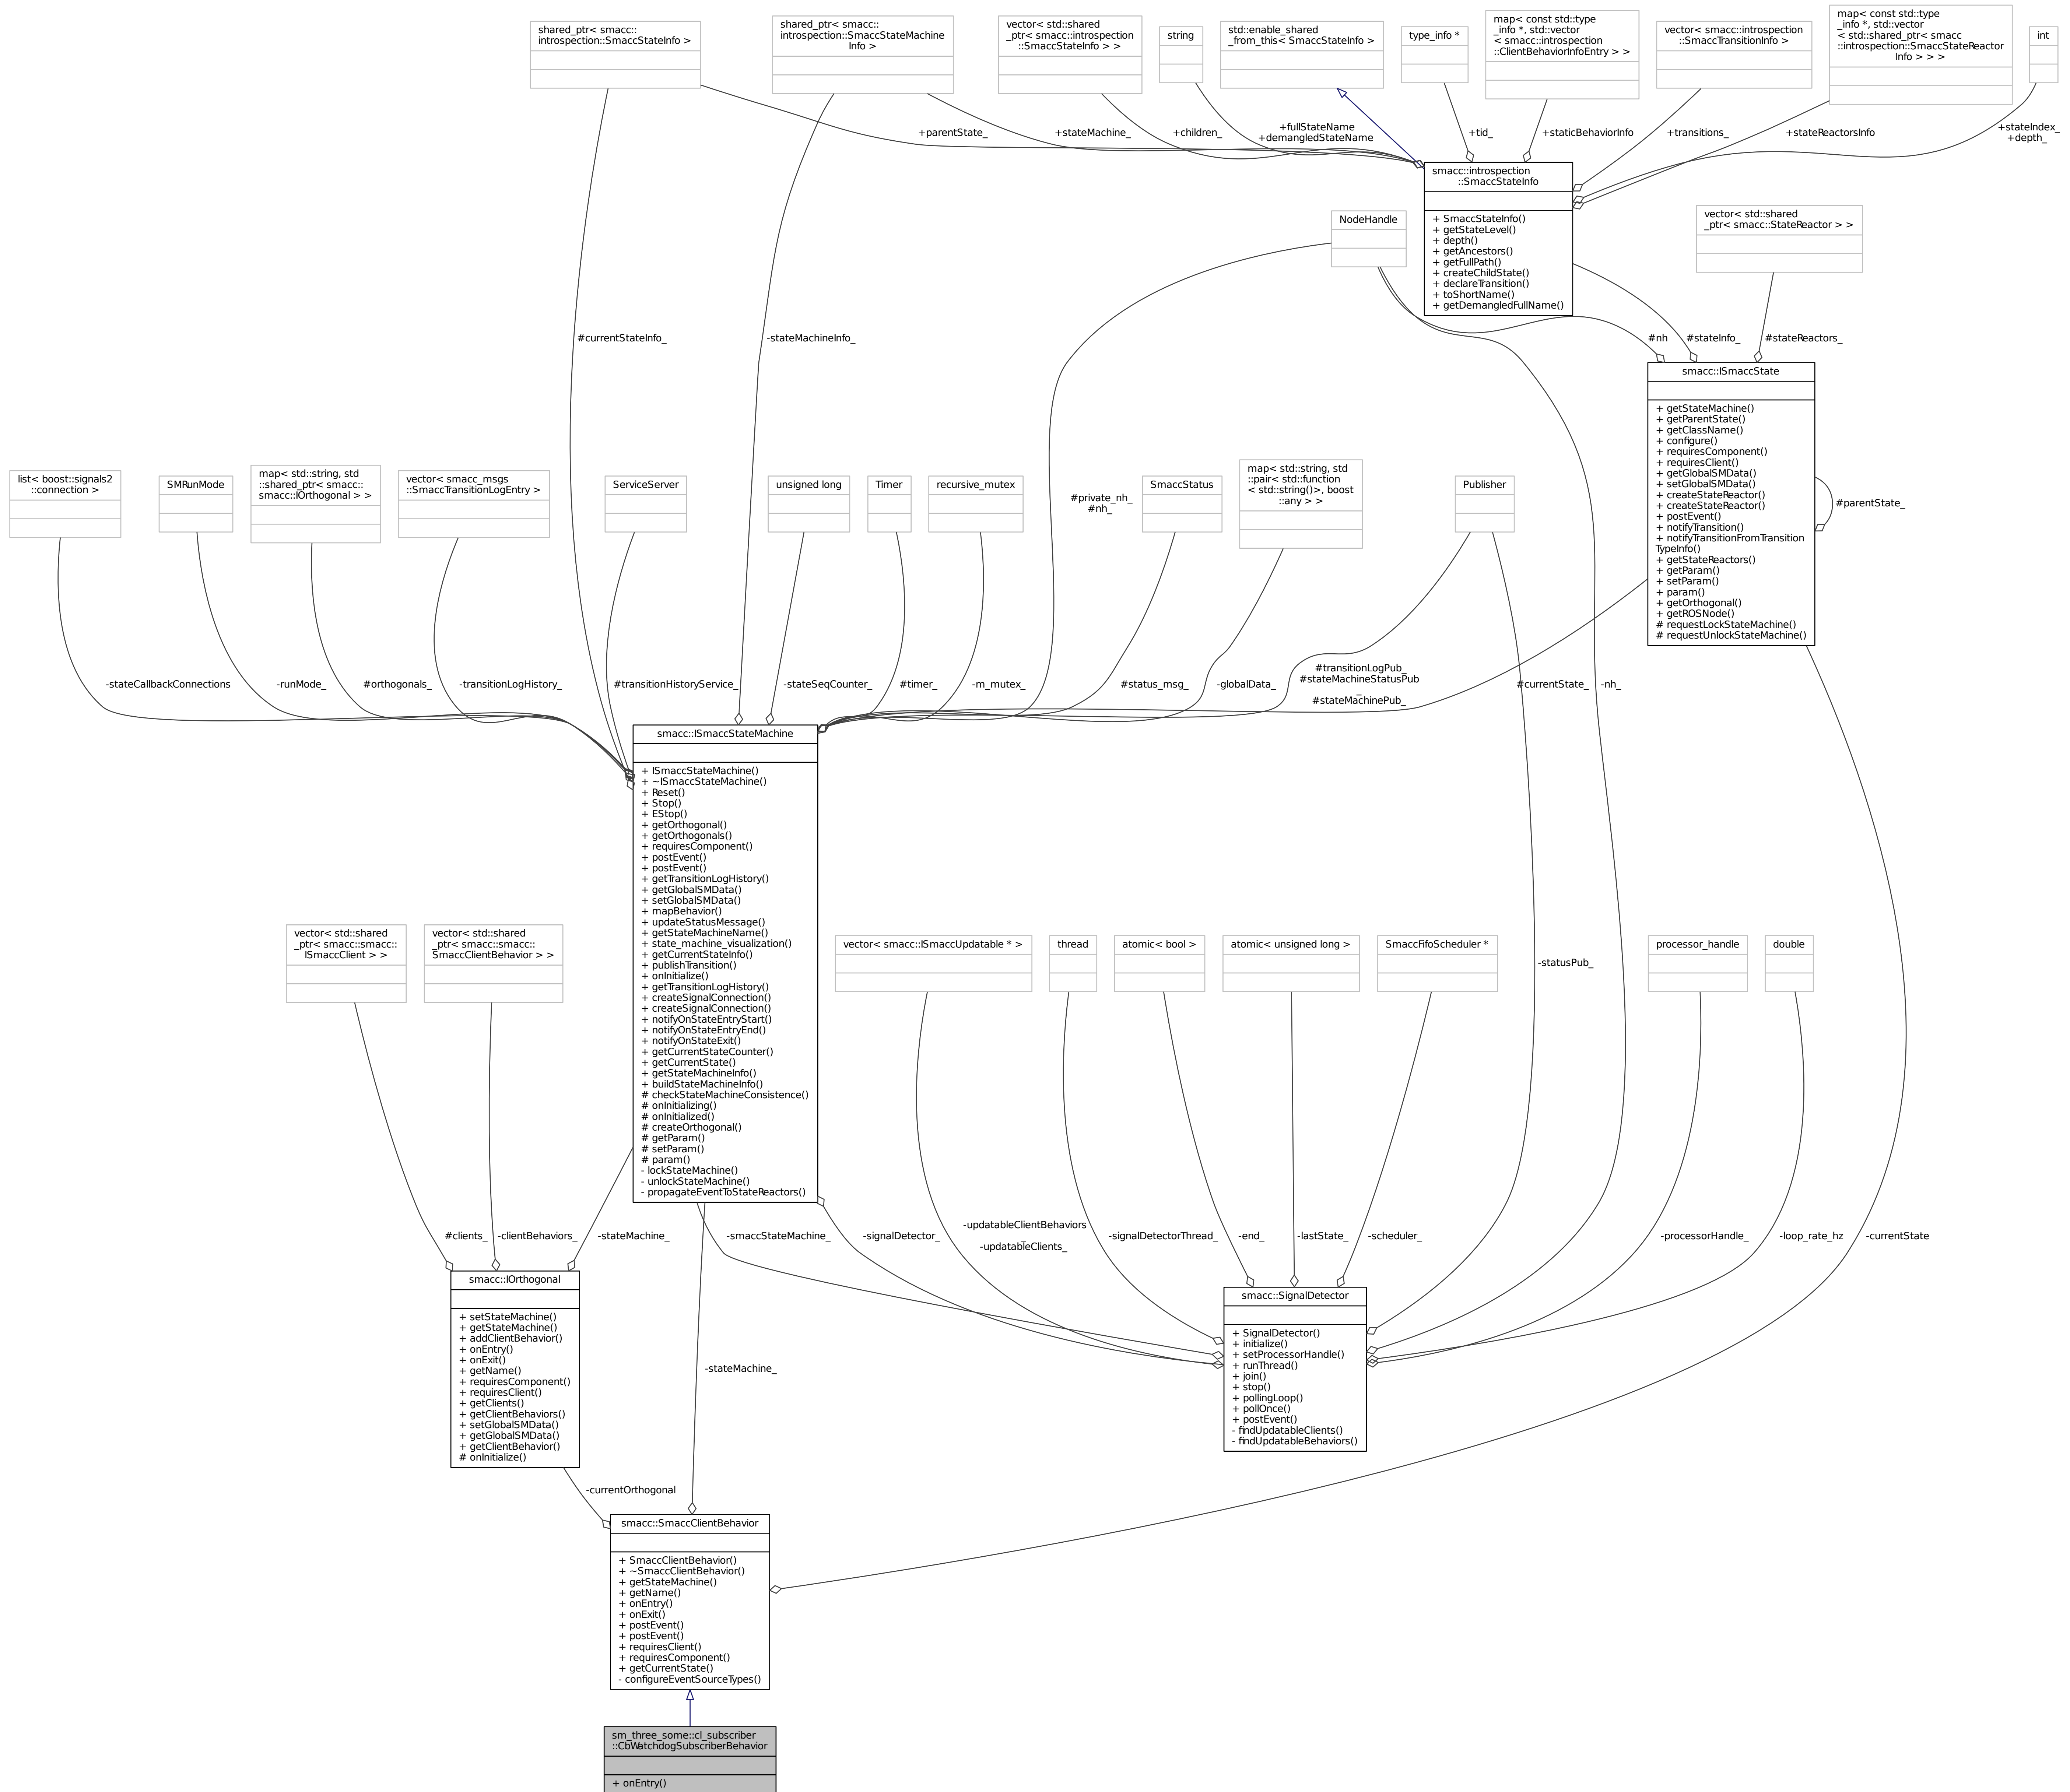 shared_ptr< smacc::
introspection::SmaccStateInfo >
shared_ptr< smacc::
introspection::SmaccStateMachine
Info >
vector< std::shared
_ptr< smacc::introspection
::SmaccStateInfo > >
string
std::enable_shared
_from_this< SmaccStateInfo >
type_info *
map< const std::type
_info *, std::vector
< smacc::introspection
::ClientBehaviorInfoEntry > >
vector< smacc::introspection
::SmaccTransitionInfo >
map< const std::type
_info *, std::vector
< std::shared_ptr< smacc
::introspection::SmaccStateReactor
Info > > >
int
+parentState_
+stateMachine_
+children_
+fullStateName
+demangledStateName
+tid_
+staticBehaviorInfo
+transitions_
+stateReactorsInfo
+stateIndex_
+depth_
smacc::introspection
::SmaccStateInfo
+ SmaccStateInfo()
+ getStateLevel()
+ depth()
+ getAncestors()
+ getFullPath()
+ createChildState()
+ declareTransition()
+ toShortName()
+ getDemangledFullName()
NodeHandle
vector< std::shared
_ptr< smacc::StateReactor > >
#currentStateInfo_
-stateMachineInfo_
#nh
#stateInfo_
#stateReactors_
smacc::ISmaccState
+ getStateMachine()
+ getParentState()
+ getClassName()
+ configure()
+ requiresComponent()
+ requiresClient()
+ getGlobalSMData()
+ setGlobalSMData()
+ createStateReactor()
+ createStateReactor()
+ postEvent()
+ notifyTransition()
+ notifyTransitionFromTransition
TypeInfo()
+ getStateReactors()
+ getParam()
+ setParam()
+ param()
+ getOrthogonal()
+ getROSNode()
# requestLockStateMachine()
# requestUnlockStateMachine()
#parentState_
list< boost::signals2
::connection >
SMRunMode
map< std::string, std
::shared_ptr< smacc::
smacc::IOrthogonal > >
vector< smacc_msgs
::SmaccTransitionLogEntry >
ServiceServer
unsigned long
Timer
recursive_mutex
#private_nh_
#nh_
SmaccStatus
map< std::string, std
::pair< std::function
< std::string()>, boost
::any > >
Publisher
-stateCallbackConnections
-runMode_
#orthogonals_
-transitionLogHistory_
#transitionHistoryService_
-stateSeqCounter_
#timer_
-m_mutex_
#status_msg_
-globalData_
#transitionLogPub_
#stateMachineStatusPub
_
#stateMachinePub_
#currentState_
-nh_
smacc::ISmaccStateMachine
+ ISmaccStateMachine()
+ ~ISmaccStateMachine()
+ Reset()
+ Stop()
+ EStop()
+ getOrthogonal()
+ getOrthogonals()
+ requiresComponent()
+ postEvent()
+ postEvent()
+ getTransitionLogHistory()
+ getGlobalSMData()
+ setGlobalSMData()
+ mapBehavior()
+ updateStatusMessage()
+ getStateMachineName()
+ state_machine_visualization()
+ getCurrentStateInfo()
+ publishTransition()
+ onInitialize()
+ getTransitionLogHistory()
+ createSignalConnection()
+ createSignalConnection()
+ notifyOnStateEntryStart()
+ notifyOnStateEntryEnd()
+ notifyOnStateExit()
+ getCurrentStateCounter()
+ getCurrentState()
+ getStateMachineInfo()
+ buildStateMachineInfo()
# checkStateMachineConsistence()
# onInitializing()
# onInitialized()
# createOrthogonal()
# getParam()
# setParam()
# param()
- lockStateMachine()
- unlockStateMachine()
- propagateEventToStateReactors()
vector< std::shared
_ptr< smacc::smacc::
ISmaccClient > >
vector< std::shared
_ptr< smacc::smacc::
SmaccClientBehavior > >
vector< smacc::ISmaccUpdatable * >
thread
atomic< bool >
atomic< unsigned long >
SmaccFifoScheduler *
-statusPub_
processor_handle
double
#clients_
-clientBehaviors_
-stateMachine_
-smaccStateMachine_
-signalDetector_
-updatableClientBehaviors
_
-updatableClients_
-signalDetectorThread_
-end_
-lastState_
-scheduler_
-processorHandle_
-loop_rate_hz
-currentState
smacc::IOrthogonal
+ setStateMachine()
+ getStateMachine()
+ addClientBehavior()
+ onEntry()
+ onExit()
+ getName()
+ requiresComponent()
+ requiresClient()
+ getClients()
+ getClientBehaviors()
+ setGlobalSMData()
+ getGlobalSMData()
+ getClientBehavior()
# onInitialize()
smacc::SignalDetector
+ SignalDetector()
+ initialize()
+ setProcessorHandle()
+ runThread()
+ join()
+ stop()
+ pollingLoop()
+ pollOnce()
+ postEvent()
- findUpdatableClients()
- findUpdatableBehaviors()
-stateMachine_
-currentOrthogonal
smacc::SmaccClientBehavior
+ SmaccClientBehavior()
+ ~SmaccClientBehavior()
+ getStateMachine()
+ getName()
+ onEntry()
+ onExit()
+ postEvent()
+ postEvent()
+ requiresClient()
+ requiresComponent()
+ getCurrentState()
- configureEventSourceTypes()
sm_three_some::cl_subscriber
::CbWatchdogSubscriberBehavior
+ onEntry()